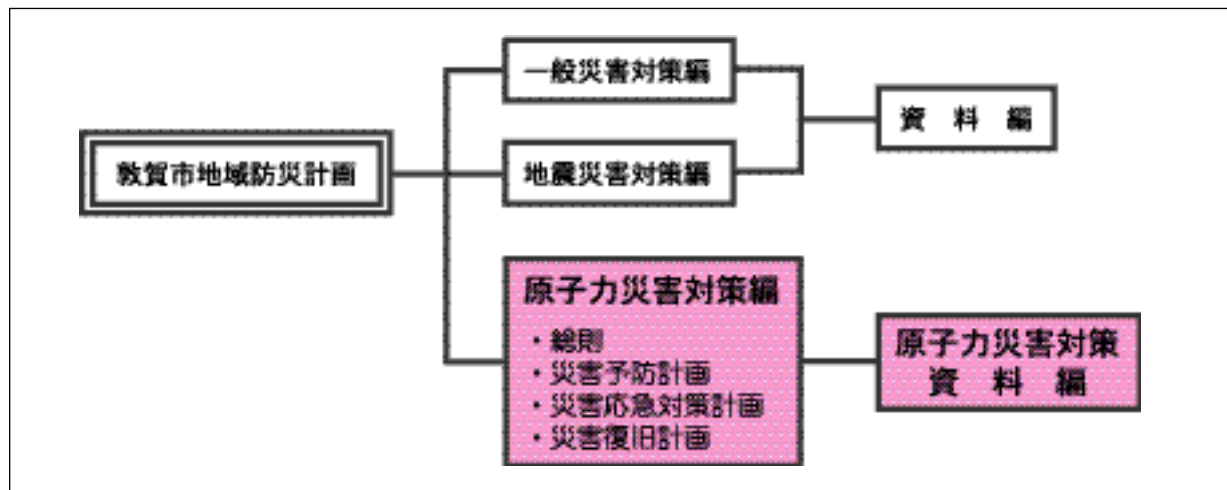 敦賀市地域防災計画
一般災害対策編
地震災害対策編
資 料 編
原子力災害対策編
・総則
・災害予防計画
・災害応急対策計画
・災害復旧計画
原子力災害対策
資 料 編